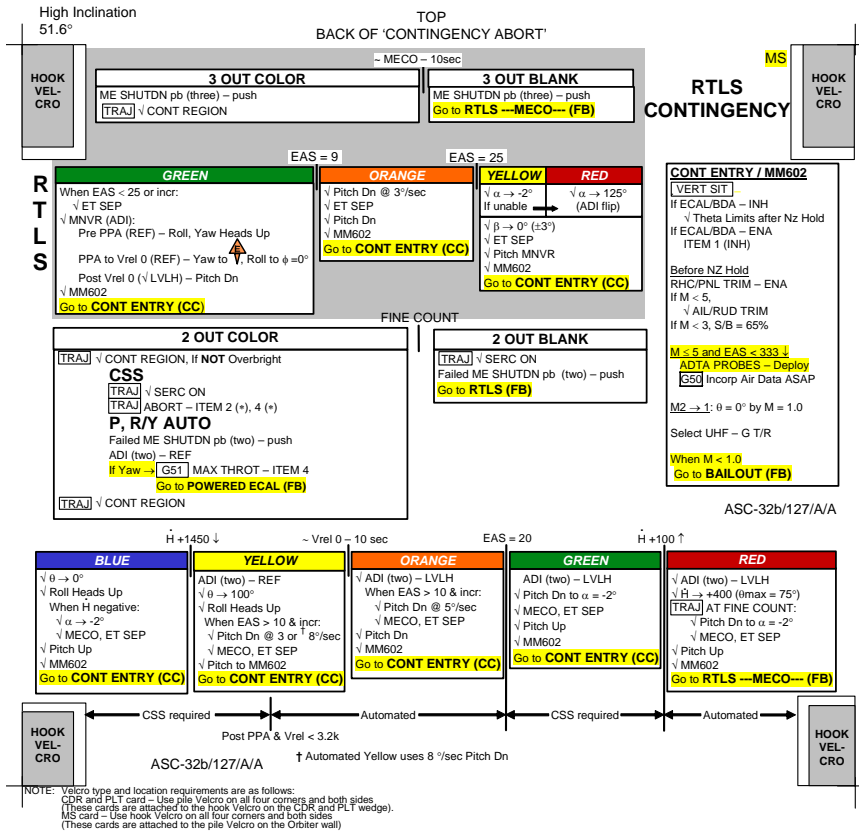 High Inclination
51.6°
TOP
BACK OF 'CONTINGENCY ABORT'
MS
HOOK
VEL-
CRO
HOOK
VEL-
CRO
RTLS
CONTINGENCY
~ MECO – 10sec
3 OUT COLOR
ME SHUTDN pb (three) – push
TRAJ √ CONT REGION
3 OUT BLANK
ME SHUTDN pb (three) – push
Go to RTLS ---MECO--- (FB)
R
T
L
S
EAS = 9
EAS = 25
GREEN
When EAS < 25 or incr:
√ ET SEP
√ MNVR (ADI):
Pre PPA (REF) – Roll, Yaw Heads Up
PPA to Vrel 0 (REF) – Yaw to E, Roll to ϕ =0°
Post Vrel 0 (√ LVLH) – Pitch Dn
√ MM602
Go to CONT ENTRY (CC)
ORANGE
√ Pitch Dn @ 3°/sec
√ ET SEP
√ Pitch Dn
√ MM602
Go to CONT ENTRY (CC)
YELLOW
RED
√ α → -2°
If unable
√ α → 125°
(ADI flip)
√ β → 0° (±3°)
√ ET SEP
√ Pitch MNVR
√ MM602
Go to CONT ENTRY (CC)
CONT ENTRY / MM602
VERT SIT
If ECAL/BDA – INH
√ Theta Limits after Nz Hold
If ECAL/BDA – ENA
ITEM 1 (INH)
Before NZ Hold
RHC/PNL TRIM – ENA
If M < 5,
√ AIL/RUD TRIM
If M < 3, S/B = 65%
M ≤ 5 and EAS < 333 ↓
ADTA PROBES – Deploy
G50 Incorp Air Data ASAP
M2 → 1: θ = 0° by M = 1.0
Select UHF – G T/R
When M < 1.0
Go to BAILOUT (FB)
ASC-32b/127/A/A
FINE COUNT
2 OUT COLOR
TRAJ √ CONT REGION, If NOT Overbright
CSS
TRAJ √ SERC ON
TRAJ ABORT – ITEM 2 (*), 4 (*)
P, R/Y AUTO
Failed ME SHUTDN pb (two) – push
ADI (two) – REF
If Yaw → G51 MAX THROT – ITEM 4
Go to POWERED ECAL (FB)
TRAJ √ CONT REGION
2 OUT BLANK
TRAJ √ SERC ON
Failed ME SHUTDN pb (two) – push
Go to RTLS (FB)
Ḣ +1450 ↓
~ Vrel 0 – 10 sec
EAS = 20
Ḣ +100 ↑
BLUE
√ θ → 0°
√ Roll Heads Up
When Ḣ negative:
√ α → -2°
√ MECO, ET SEP
√ Pitch Up
√ MM602
Go to CONT ENTRY (CC)
YELLOW
ADI (two) – REF
√ θ → 100°
√ Roll Heads Up
When EAS > 10 & incr:
√ Pitch Dn @ 3 or † 8°/sec
√ MECO, ET SEP
√ Pitch to MM602
Go to CONT ENTRY (CC)
ORANGE
√ ADI (two) – LVLH
When EAS > 10 & incr:
√ Pitch Dn @ 5°/sec
√ MECO, ET SEP
√ Pitch Dn
√ MM602
Go to CONT ENTRY (CC)
GREEN
ADI (two) – LVLH
√ Pitch Dn to α = -2°
√ MECO, ET SEP
√ Pitch Up
√ MM602
Go to CONT ENTRY (CC)
RED
√ ADI (two) – LVLH
√ Ḣ → +400 (θmax = 75°)
TRAJ AT FINE COUNT:
√ Pitch Dn to α = -2°
√ MECO, ET SEP
√ Pitch Up
√ MM602
Go to RTLS ---MECO--- (FB)
HOOK
VEL-
CRO
CSS required
Automated
CSS required
Automated
HOOK
VEL-
CRO
Post PPA & Vrel < 3.2k
ASC-32b/127/A/A
† Automated Yellow uses 8 °/sec Pitch Dn
NOTE: Velcro type and location requirements are as follows:
CDR and PLT card – Use pile Velcro on all four corners and both sides
(These cards are attached to the hook Velcro on the CDR and PLT wedge).
MS card – Use hook Velcro on all four corners and both sides
(These cards are attached to the pile Velcro on the Orbiter wall)